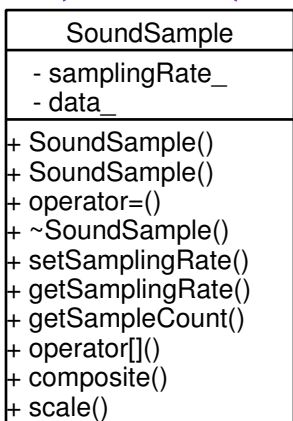 SoundSample
- samplingRate_
- data_
+ SoundSample()
+ SoundSample()
+ operator=()
+ ~SoundSample()
+ setSamplingRate()
+ getSamplingRate()
+ getSampleCount()
+ operator[]()
+ composite()
+ scale()